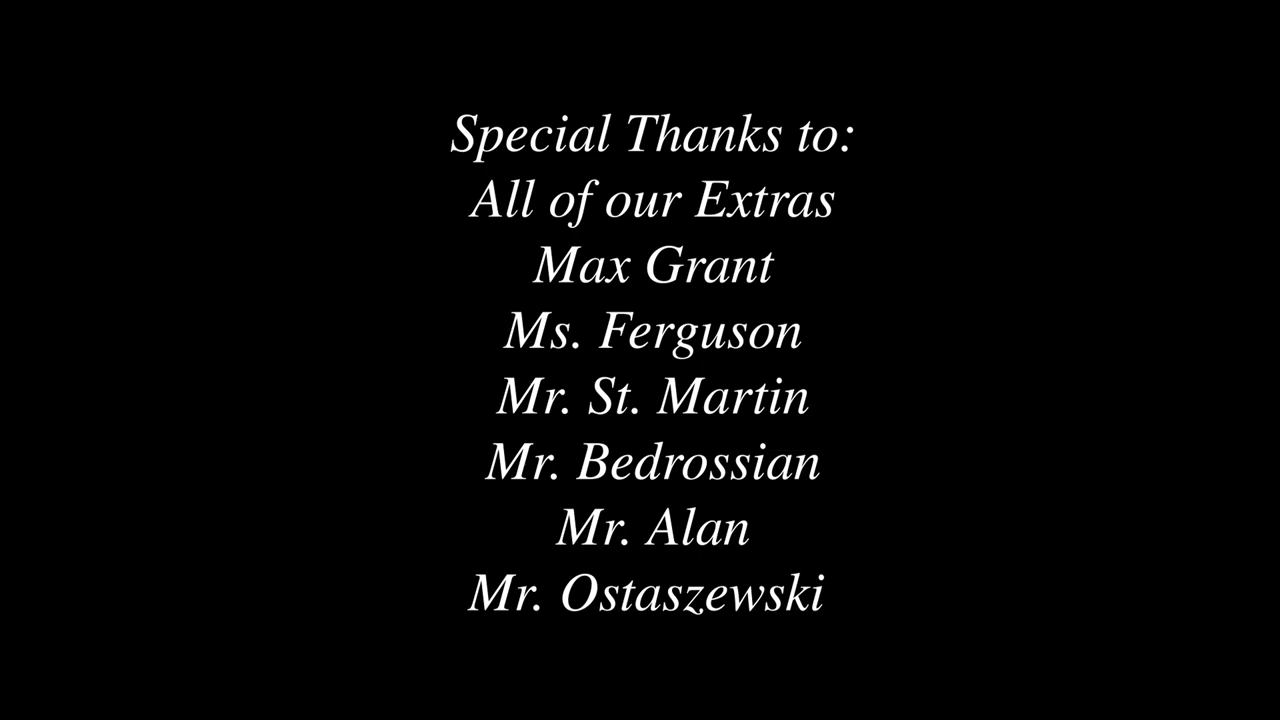 Special Thanks to:
All of our Extras
Max Grant
Ms. Ferguson
Mr. St. Martin
Mr. Bedrossian
Mr. Alan
Mr. Ostaszewski